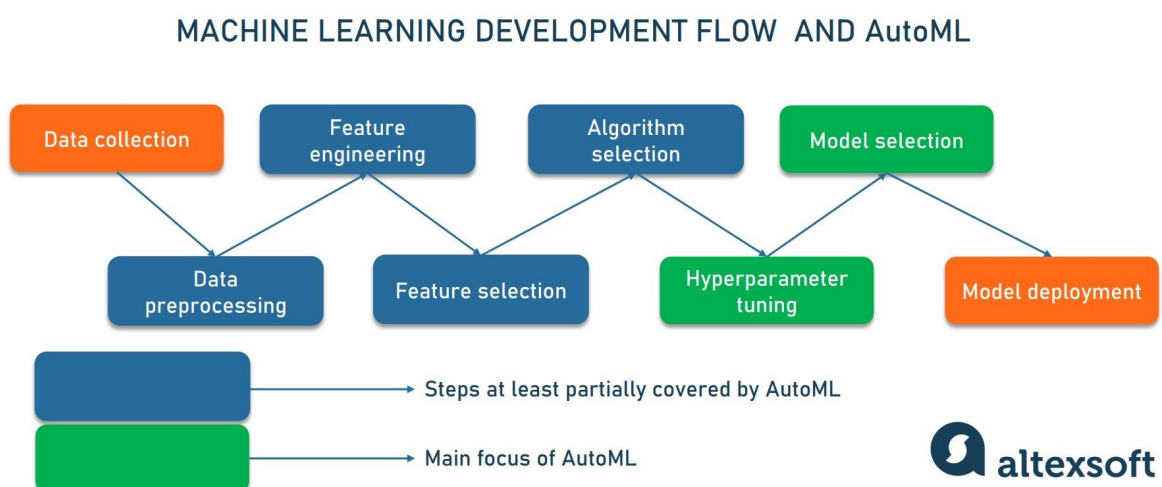 MACHINE LEARNING DEVELOPMENT FLOW AND AutoML
Data collection
Feature
engineering
Algorithm
selection
Model selection
Data
preprocessing
Feature selection
Hyperparameter
tuning
Model deployment
Steps at least partially covered by AutoML
Main focus of AutoML
altexsoft